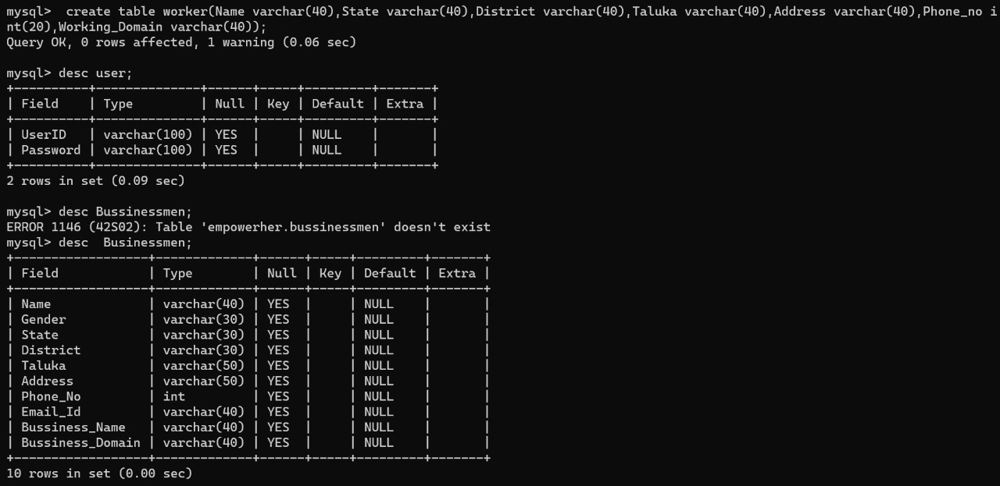 mysql>  create table worker(Name varchar(40),State varchar(40),District varchar(40),Taluka varchar(40),Address varchar(40),Phone_no i
nt(20),Working_Domain varchar(40));
Query OK, 0 rows affected, 1 warning (0.06 sec)

mysql> desc user;
+----------+--------------+------+-----+---------+-------+
| Field    | Type         | Null | Key | Default | Extra |
+----------+--------------+------+-----+---------+-------+
| UserID   | varchar(100) | YES  |     | NULL    |       |
| Password | varchar(100) | YES  |     | NULL    |       |
+----------+--------------+------+-----+---------+-------+
2 rows in set (0.09 sec)

mysql> desc Bussinessmen;
ERROR 1146 (42S02): Table 'empowerher.bussinessmen' doesn't exist
mysql> desc  Businessmen;
+------------------+-------------+------+-----+---------+-------+
| Field            | Type        | Null | Key | Default | Extra |
+------------------+-------------+------+-----+---------+-------+
| Name             | varchar(40) | YES  |     | NULL    |       |
| Gender           | varchar(30) | YES  |     | NULL    |       |
| State            | varchar(30) | YES  |     | NULL    |       |
| District         | varchar(30) | YES  |     | NULL    |       |
| Taluka           | varchar(50) | YES  |     | NULL    |       |
| Address          | varchar(50) | YES  |     | NULL    |       |
| Phone_No         | int         | YES  |     | NULL    |       |
| Email_Id         | varchar(40) | YES  |     | NULL    |       |
| Bussiness_Name   | varchar(40) | YES  |     | NULL    |       |
| Bussiness_Domain | varchar(40) | YES  |     | NULL    |       |
+------------------+-------------+------+-----+---------+-------+
10 rows in set (0.00 sec)